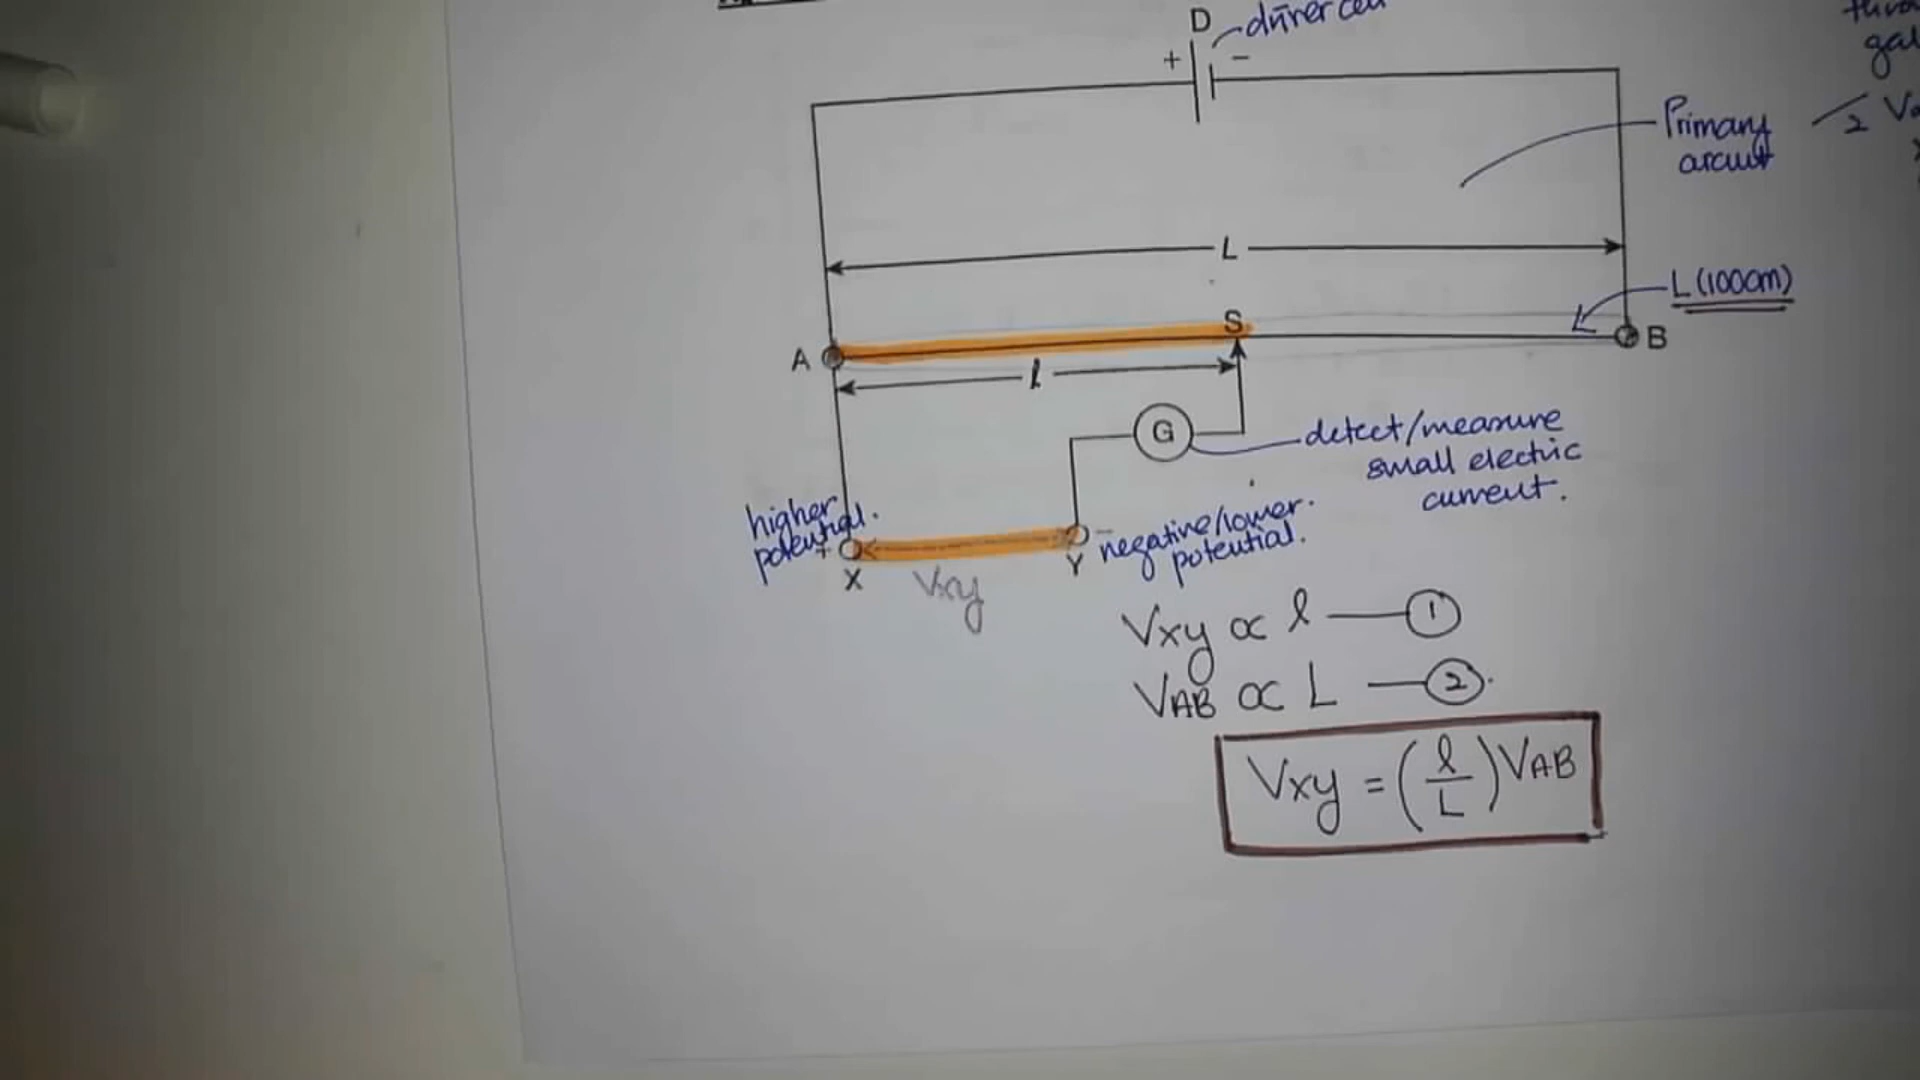 D
driver cell
+
−
Primary
circuit
2
L
L (100cm)
S
A
B
l
G
detect/measure
small electric
current.
higher
potential.
+
−
negative/lower
potential.
X
Y
Vxy
Vxy ∝ l — ①
VAB ∝ L — ②
Vxy = (l/L) VAB